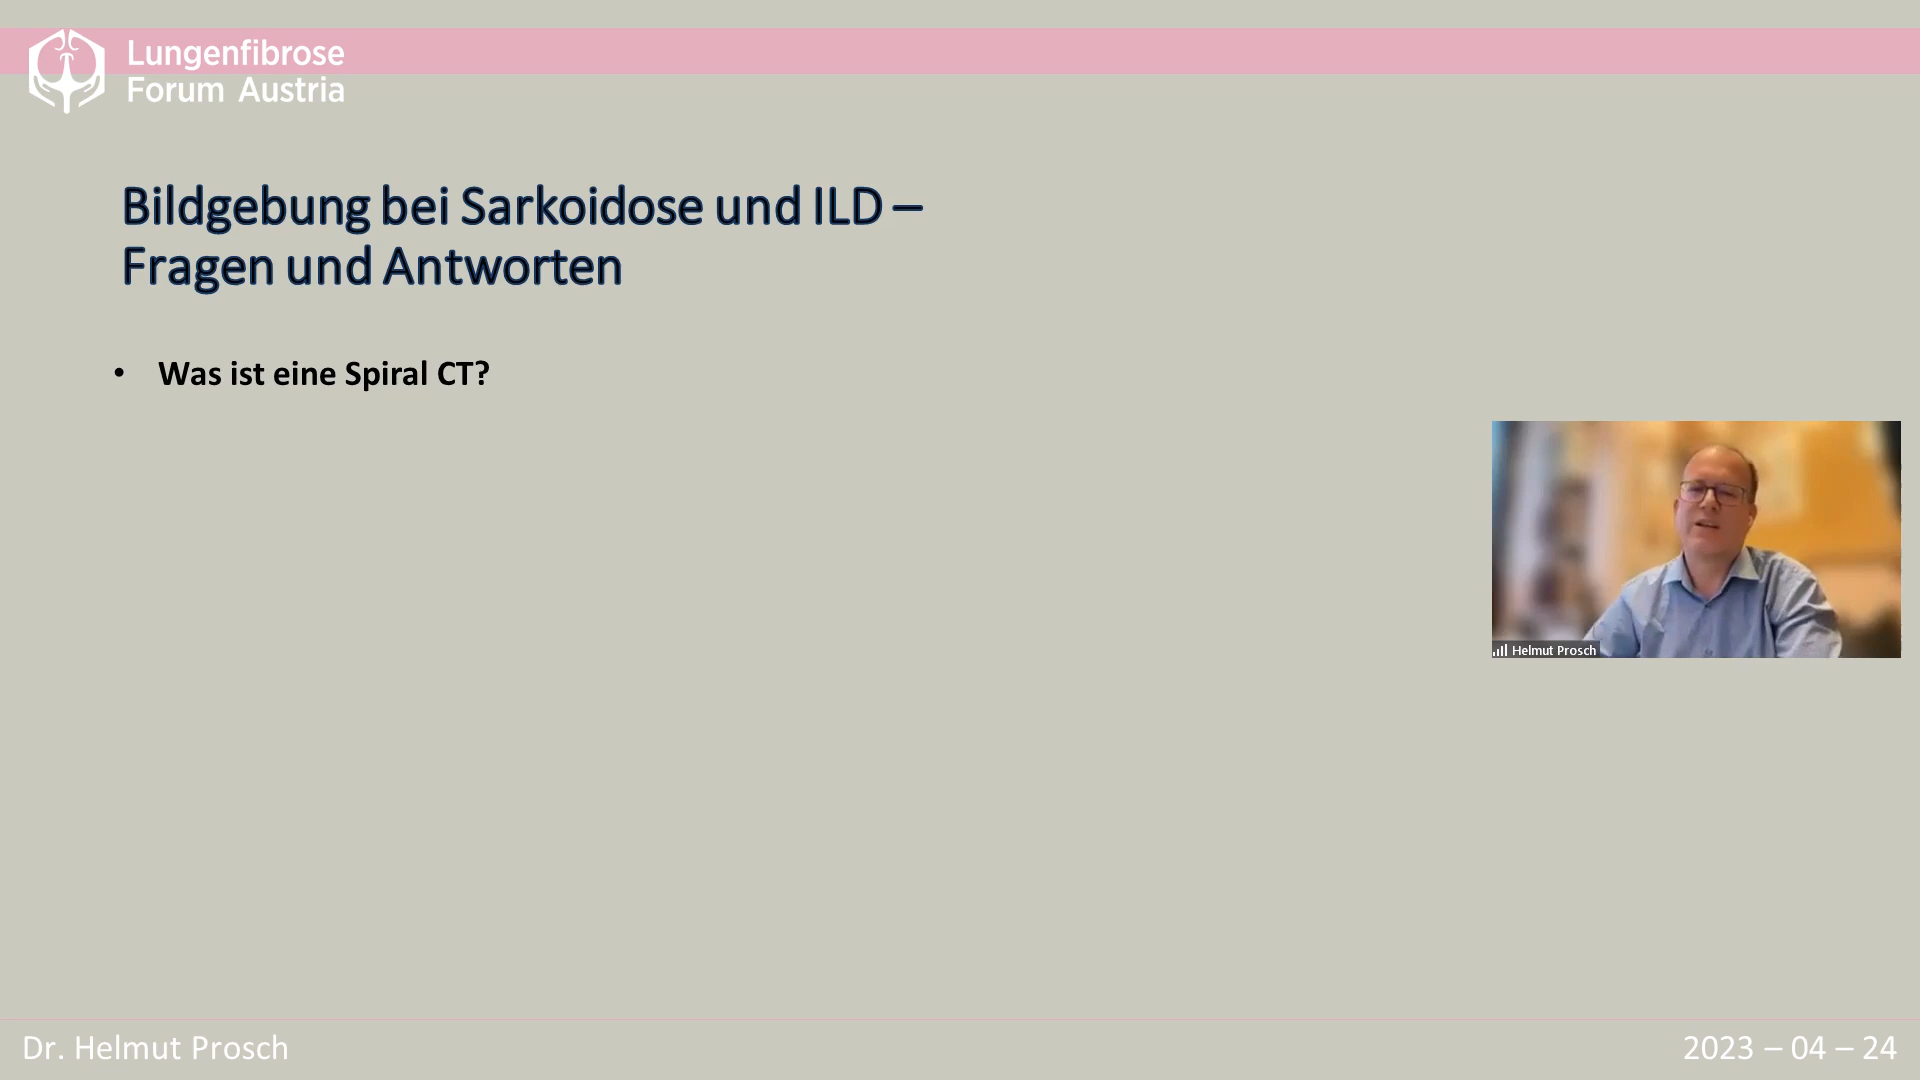 Lungenfibrose
Forum Austria
Bildgebung bei Sarkoidose und ILD –
Fragen und Antworten
• Was ist eine Spiral CT?
Helmut Prosch
Dr. Helmut Prosch
2023 – 04 – 24